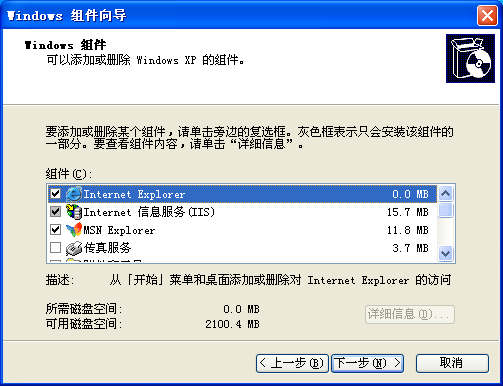 Windows 组件向导
Windows 组件
可以添加或删除 Windows XP 的组件。
要添加或删除某个组件，请单击旁边的复选框。灰色框表示只会安装该组件的
一部分。要查看组件内容，请单击“详细信息”。
组件(C):
Internet Explorer 0.0 MB
Internet 信息服务(IIS) 15.7 MB
MSN Explorer 11.8 MB
传真服务 3.7 MB
描述: 从「开始」菜单和桌面添加或删除对 Internet Explorer 的访问
所需磁盘空间: 0.0 MB
可用磁盘空间: 2100.4 MB
详细信息(D)...
< 上一步(B) 下一步(N) > 取消